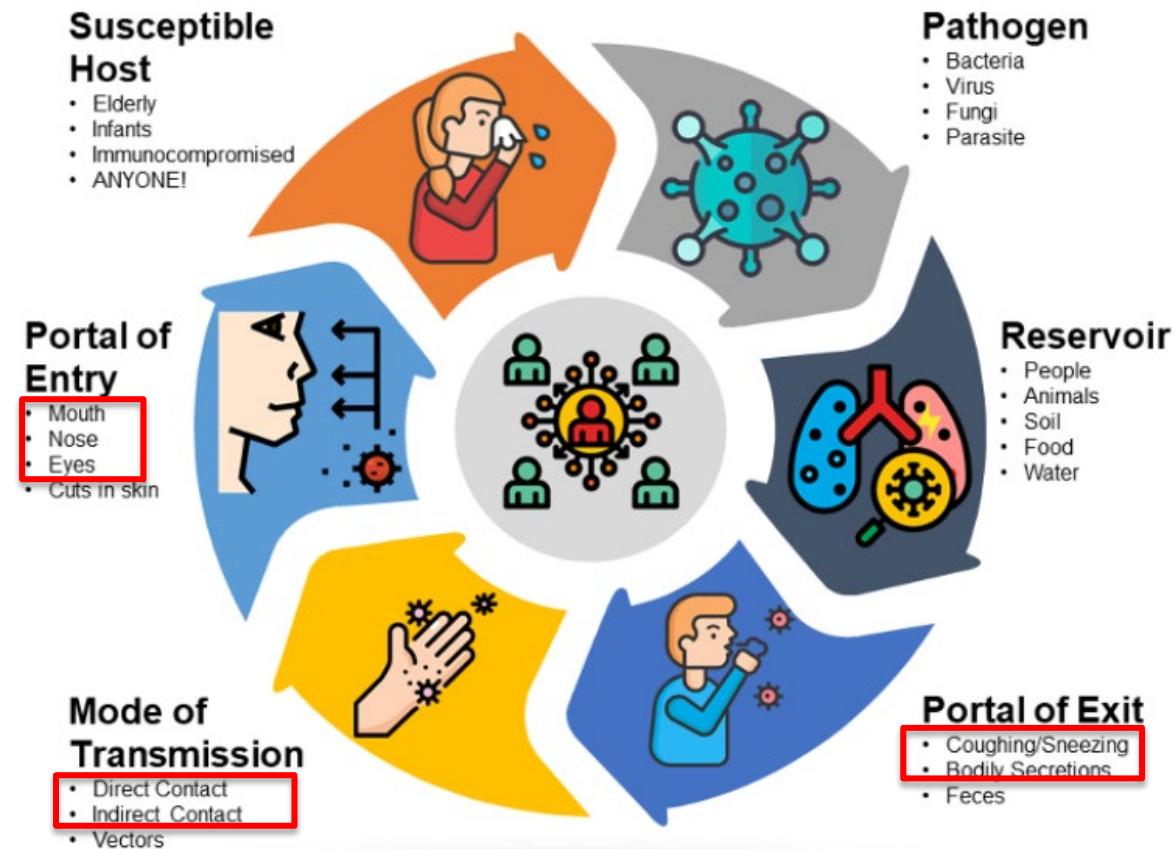 Susceptible
Host
• Elderly
• Infants
• Immunocompromised
• ANYONE!
Pathogen
• Bacteria
• Virus
• Fungi
• Parasite
Reservoir
• People
• Animals
• Soil
• Food
• Water
Portal of Exit
• Coughing/Sneezing
• Bodily Secretions
• Feces
Mode of
Transmission
• Direct Contact
• Indirect Contact
• Vectors
Portal of
Entry
• Mouth
• Nose
• Eyes
• Cuts in skin